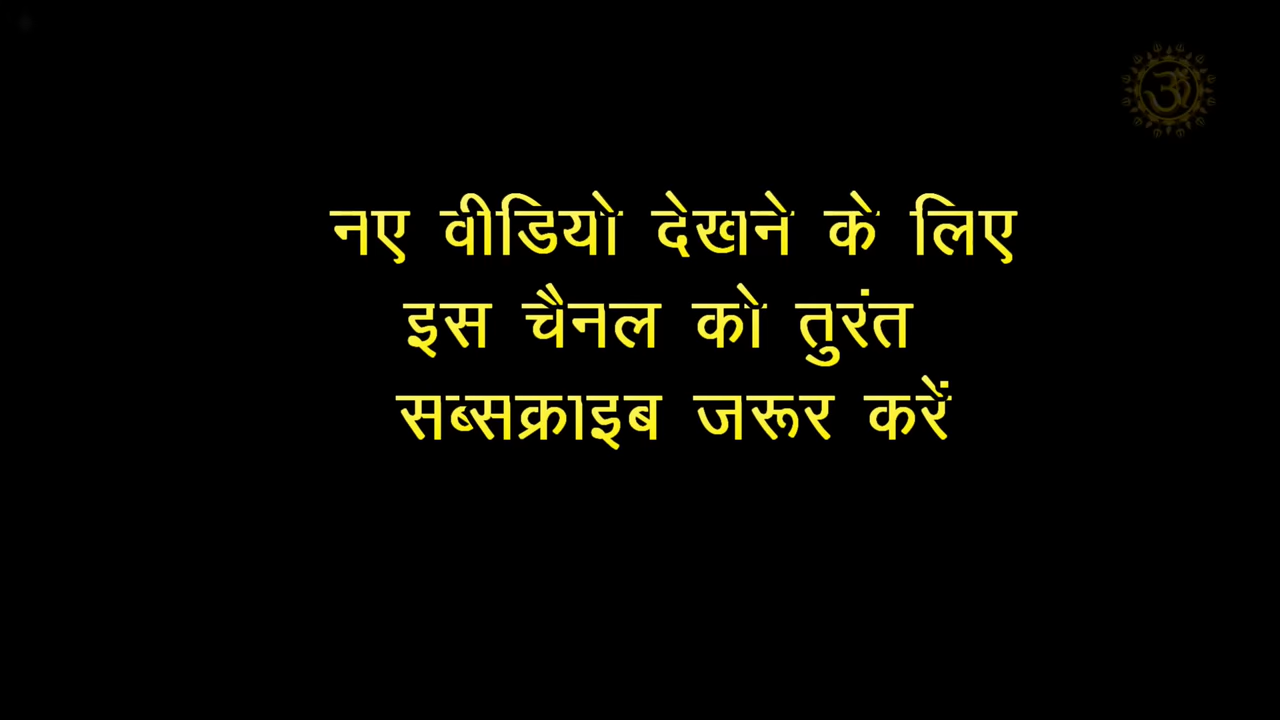 ॐ
नए वीडियो देखने के लिए
इस चैनल को तुरंत
सब्सक्राइब जरूर करें